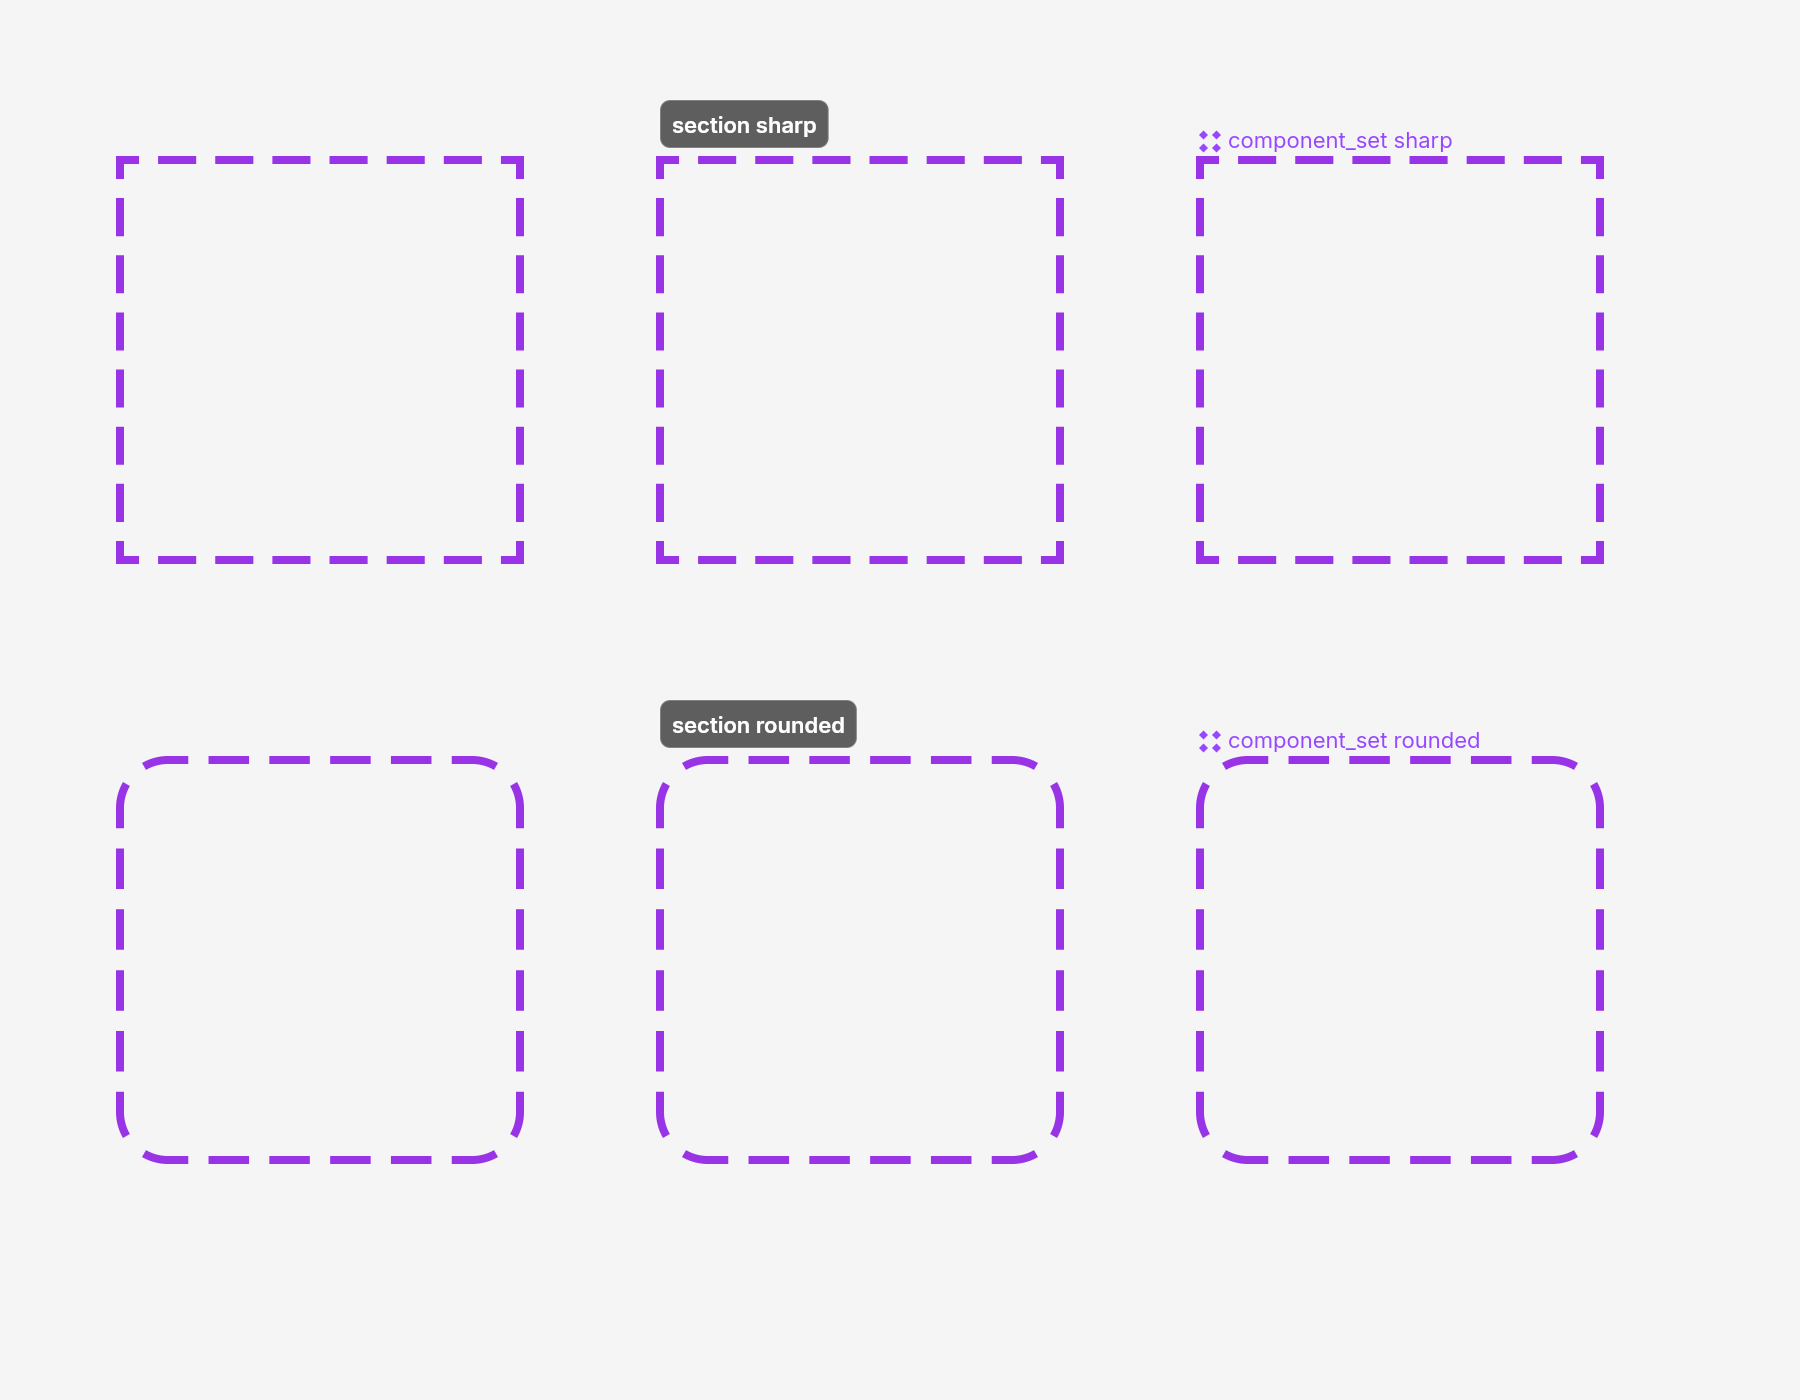 section sharp
component_set sharp
section rounded
component_set rounded